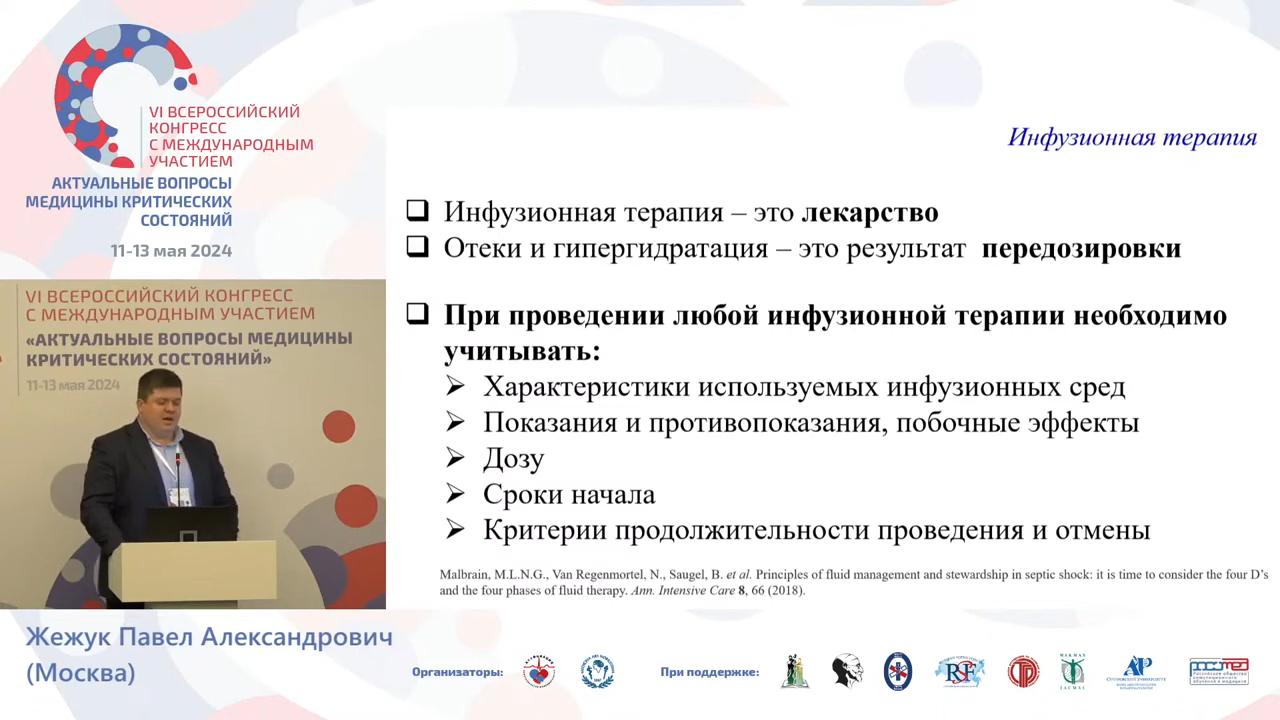 VI ВСЕРОССИЙСКИЙ
КОНГРЕСС
С МЕЖДУНАРОДНЫМ
УЧАСТИЕМ
АКТУАЛЬНЫЕ ВОПРОСЫ
МЕДИЦИНЫ КРИТИЧЕСКИХ
СОСТОЯНИЙ
11-13 мая 2024
VI ВСЕРОССИЙСКИЙ КОНГРЕСС
С МЕЖДУНАРОДНЫМ УЧАСТИЕМ
«АКТУАЛЬНЫЕ ВОПРОСЫ МЕДИЦИНЫ
КРИТИЧЕСКИХ СОСТОЯНИЙ»
11-13 мая 2024
Жежук Павел Александрович
(Москва)
Инфузионная терапия
Инфузионная терапия – это лекарство
Отеки и гипергидратация – это результат передозировки
При проведении любой инфузионной терапии необходимо
учитывать:
Характеристики используемых инфузионных сред
Показания и противопоказания, побочные эффекты
Дозу
Сроки начала
Критерии продолжительности проведения и отмены
Malbrain, M.L.N.G., Van Regenmortel, N., Saugel, B. et al. Principles of fluid management and stewardship in septic shock: it is time to consider the four D’s
and the four phases of fluid therapy. Ann. Intensive Care 8, 66 (2018).
Организаторы:
При поддержке: